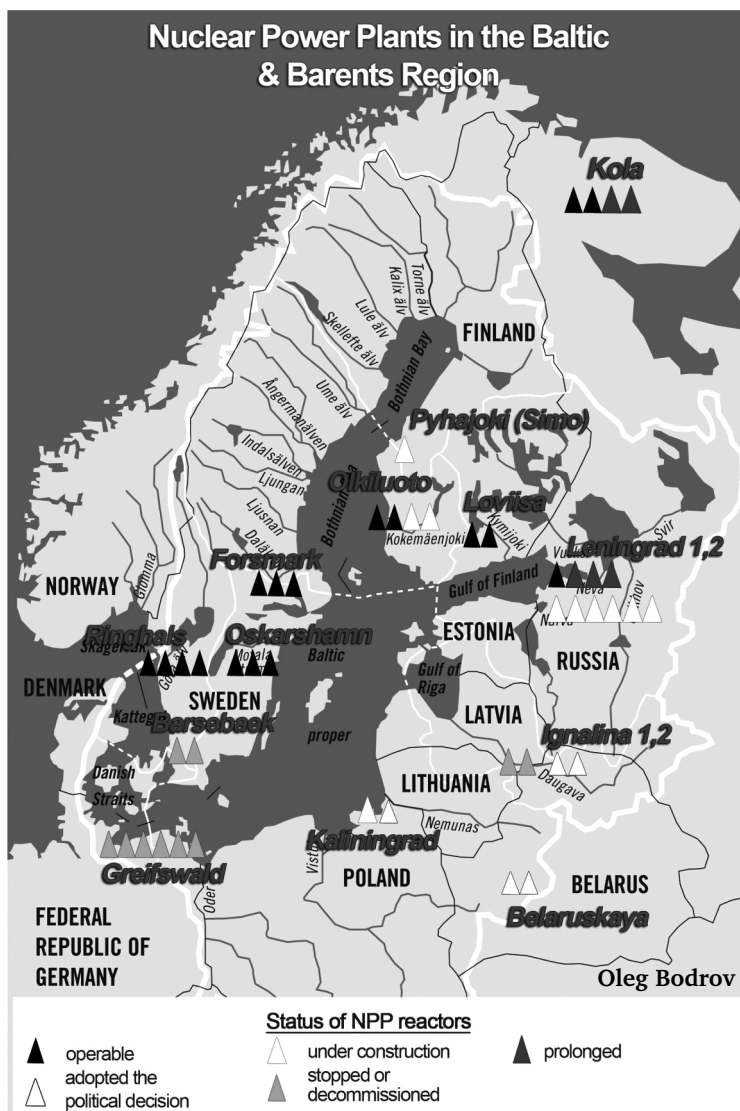 Nuclear Power Plants in the Baltic
& Barents Region
Kola
Torne älv
Kalix älv
Lule älv
Skellefte älv
FINLAND
Bothnian Bay
Ume älv
Ångermanälven
Pyhajoki (Simo)
Indalsälven
Ljungan
Olkiluoto
Loviisa
Ljusnan
Bothnian
Kokemäenjoki
Kymijoki
Svir
Forsmark
Leningrad 1,2
NORWAY
Glomma
Gulf of Finland
Neva
Narva
Ringhals
Oskarshamn
ESTONIA
RUSSIA
Motala
Baltic
Göta älv
DENMARK
SWEDEN
Gulf of
Riga
Barsebaek
LATVIA
proper
Ignalina 1,2
Danish
Straits
LITHUANIA
Daugava
Kaliningrad
Nemunas
Greifswald
Oder
POLAND
BELARUS
Belaruskaya
FEDERAL
REPUBLIC OF
GERMANY
Oleg Bodrov
Status of NPP reactors
operable
under construction
prolonged
adopted the
political decision
stopped or
decommissioned